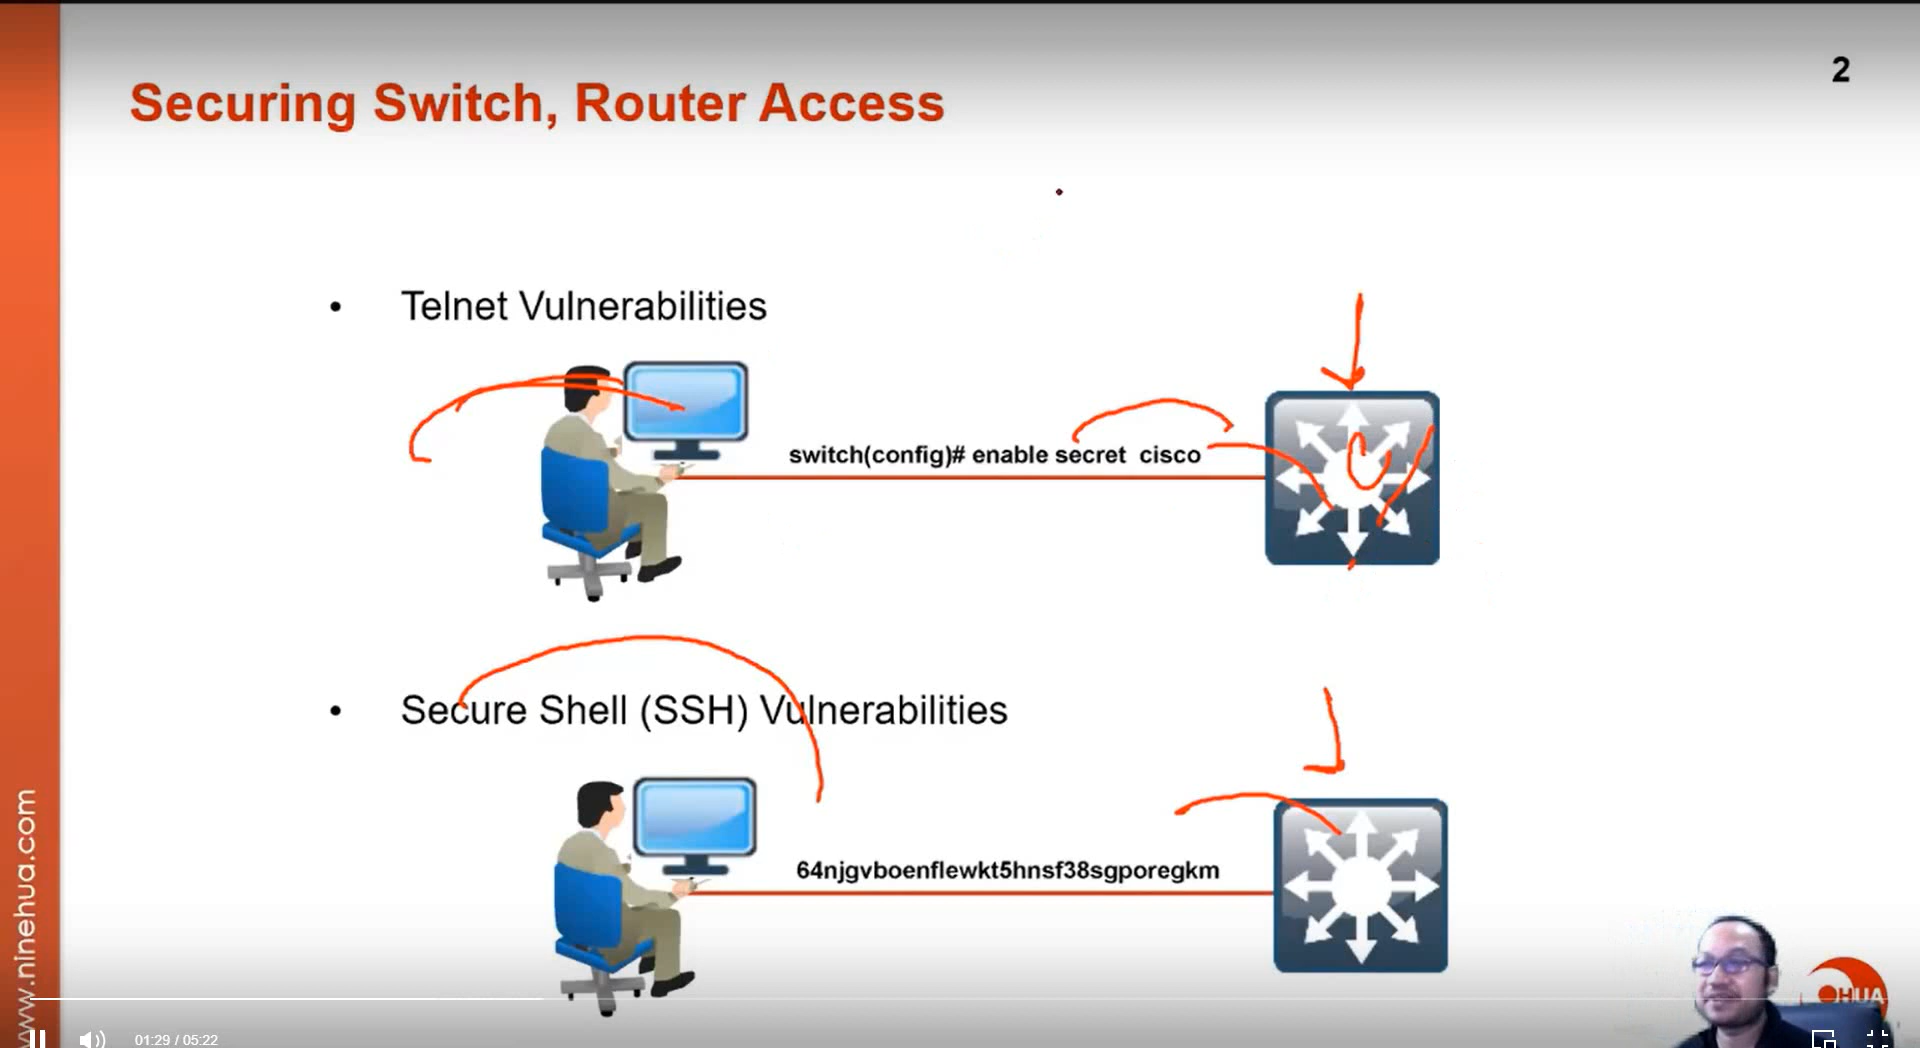 2
Securing Switch, Router Access
• Telnet Vulnerabilities
switch(config)# enable secret cisco
• Secure Shell (SSH) Vulnerabilities
64njgvboenflewkt5hnsf38sgporegkm
www.ninehua.com
HUA
01:29 / 05:22